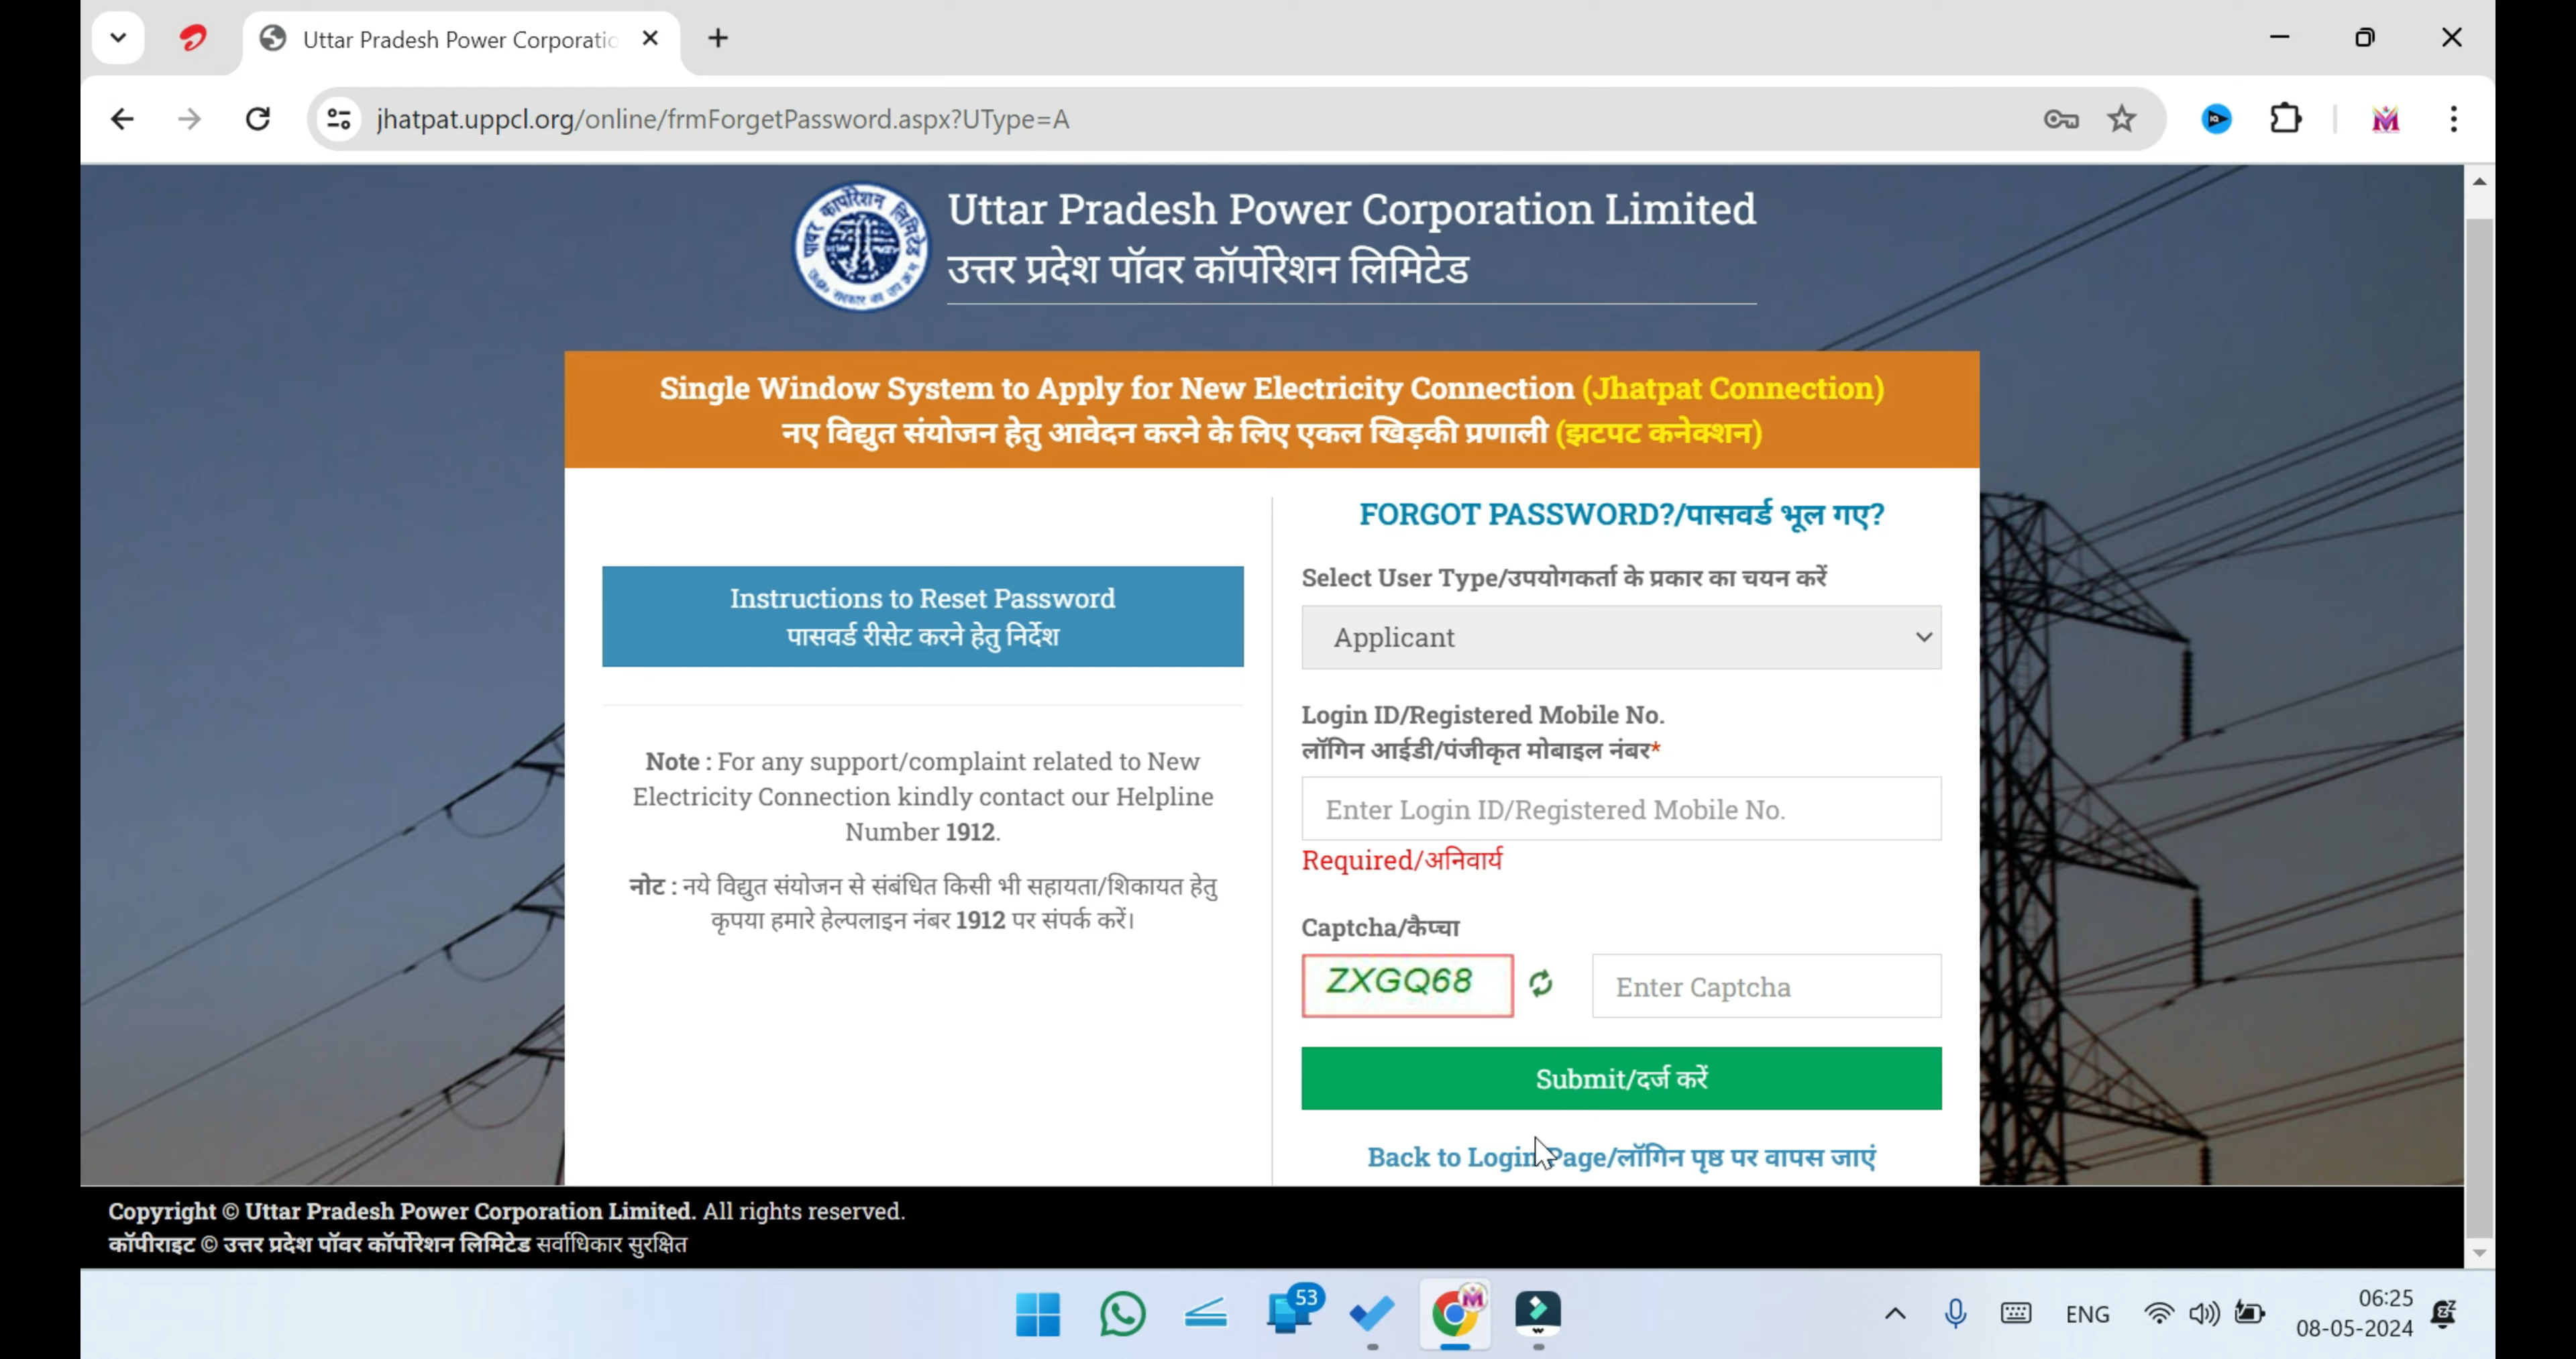 Uttar Pradesh Power Corporatio
jhatpat.uppcl.org/online/frmForgetPassword.aspx?UType=A
Uttar Pradesh Power Corporation Limited
उत्तर प्रदेश पॉवर कॉर्पोरेशन लिमिटेड
Single Window System to Apply for New Electricity Connection (Jhatpat Connection)
नए विद्युत संयोजन हेतु आवेदन करने के लिए एकल खिड़की प्रणाली (झटपट कनेक्शन)
Instructions to Reset Password
पासवर्ड रीसेट करने हेतु निर्देश
Note : For any support/complaint related to New
Electricity Connection kindly contact our Helpline
Number 1912.
नोट : नये विद्युत संयोजन से संबंधित किसी भी सहायता/शिकायत हेतु
कृपया हमारे हेल्पलाइन नंबर 1912 पर संपर्क करें।
FORGOT PASSWORD?/पासवर्ड भूल गए?
Select User Type/उपयोगकर्ता के प्रकार का चयन करें
Applicant
Login ID/Registered Mobile No.
लॉगिन आईडी/पंजीकृत मोबाइल नंबर*
Enter Login ID/Registered Mobile No.
Required/अनिवार्य
Captcha/कैप्चा
ZXGQ68
Enter Captcha
Submit/दर्ज करें
Back to Login Page/लॉगिन पृष्ठ पर वापस जाएं
Copyright © Uttar Pradesh Power Corporation Limited. All rights reserved.
कॉपीराइट © उत्तर प्रदेश पॉवर कॉर्पोरेशन लिमिटेड सर्वाधिकार सुरक्षित
53
ENG
06:25
08-05-2024